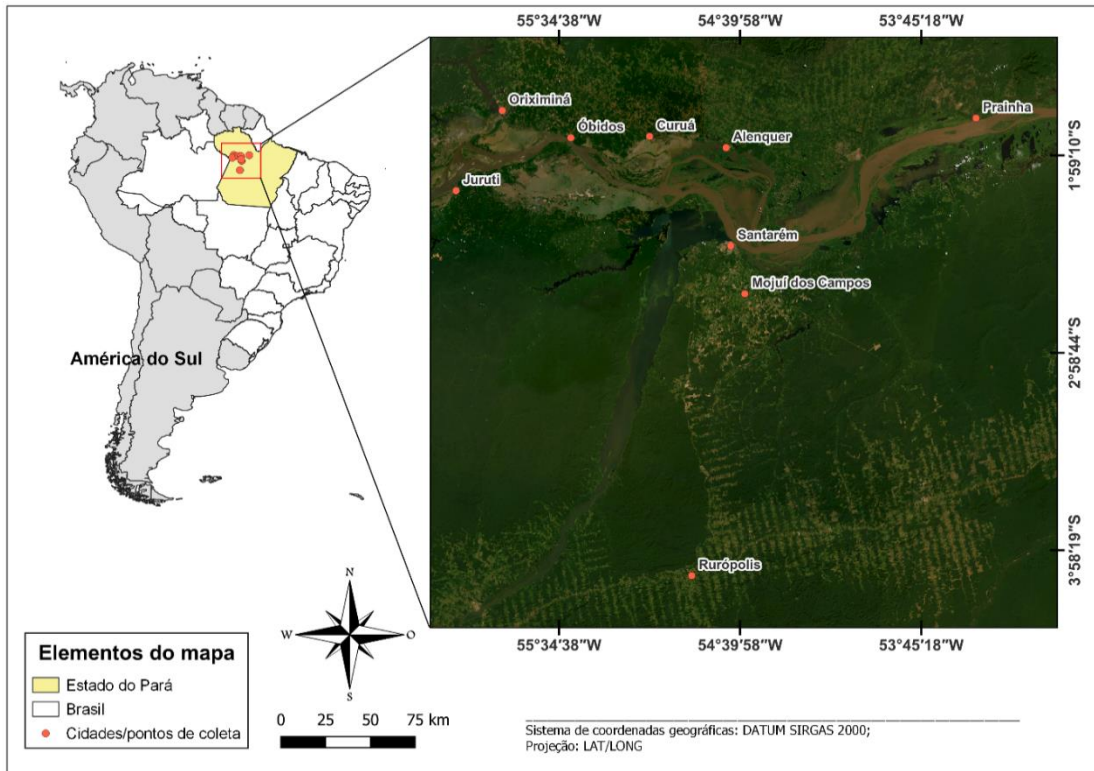 55°34'38"W 54°39'58"W 53°45'18"W
Oriximiná
Óbidos
Curuá
Alenquer
Prainha
1°59'10"S
Juruti
Santarém
Mojuí dos Campos
2°58'44"S
América do Sul
3°58'19"S
Rurópolis
55°34'38"W 54°39'58"W 53°45'18"W
N
W O
S
Elementos do mapa
Estado do Pará
Brasil
Cidades/pontos de coleta
0 25 50 75 km
Sistema de coordenadas geográficas: DATUM SIRGAS 2000;
Projeção: LAT/LONG